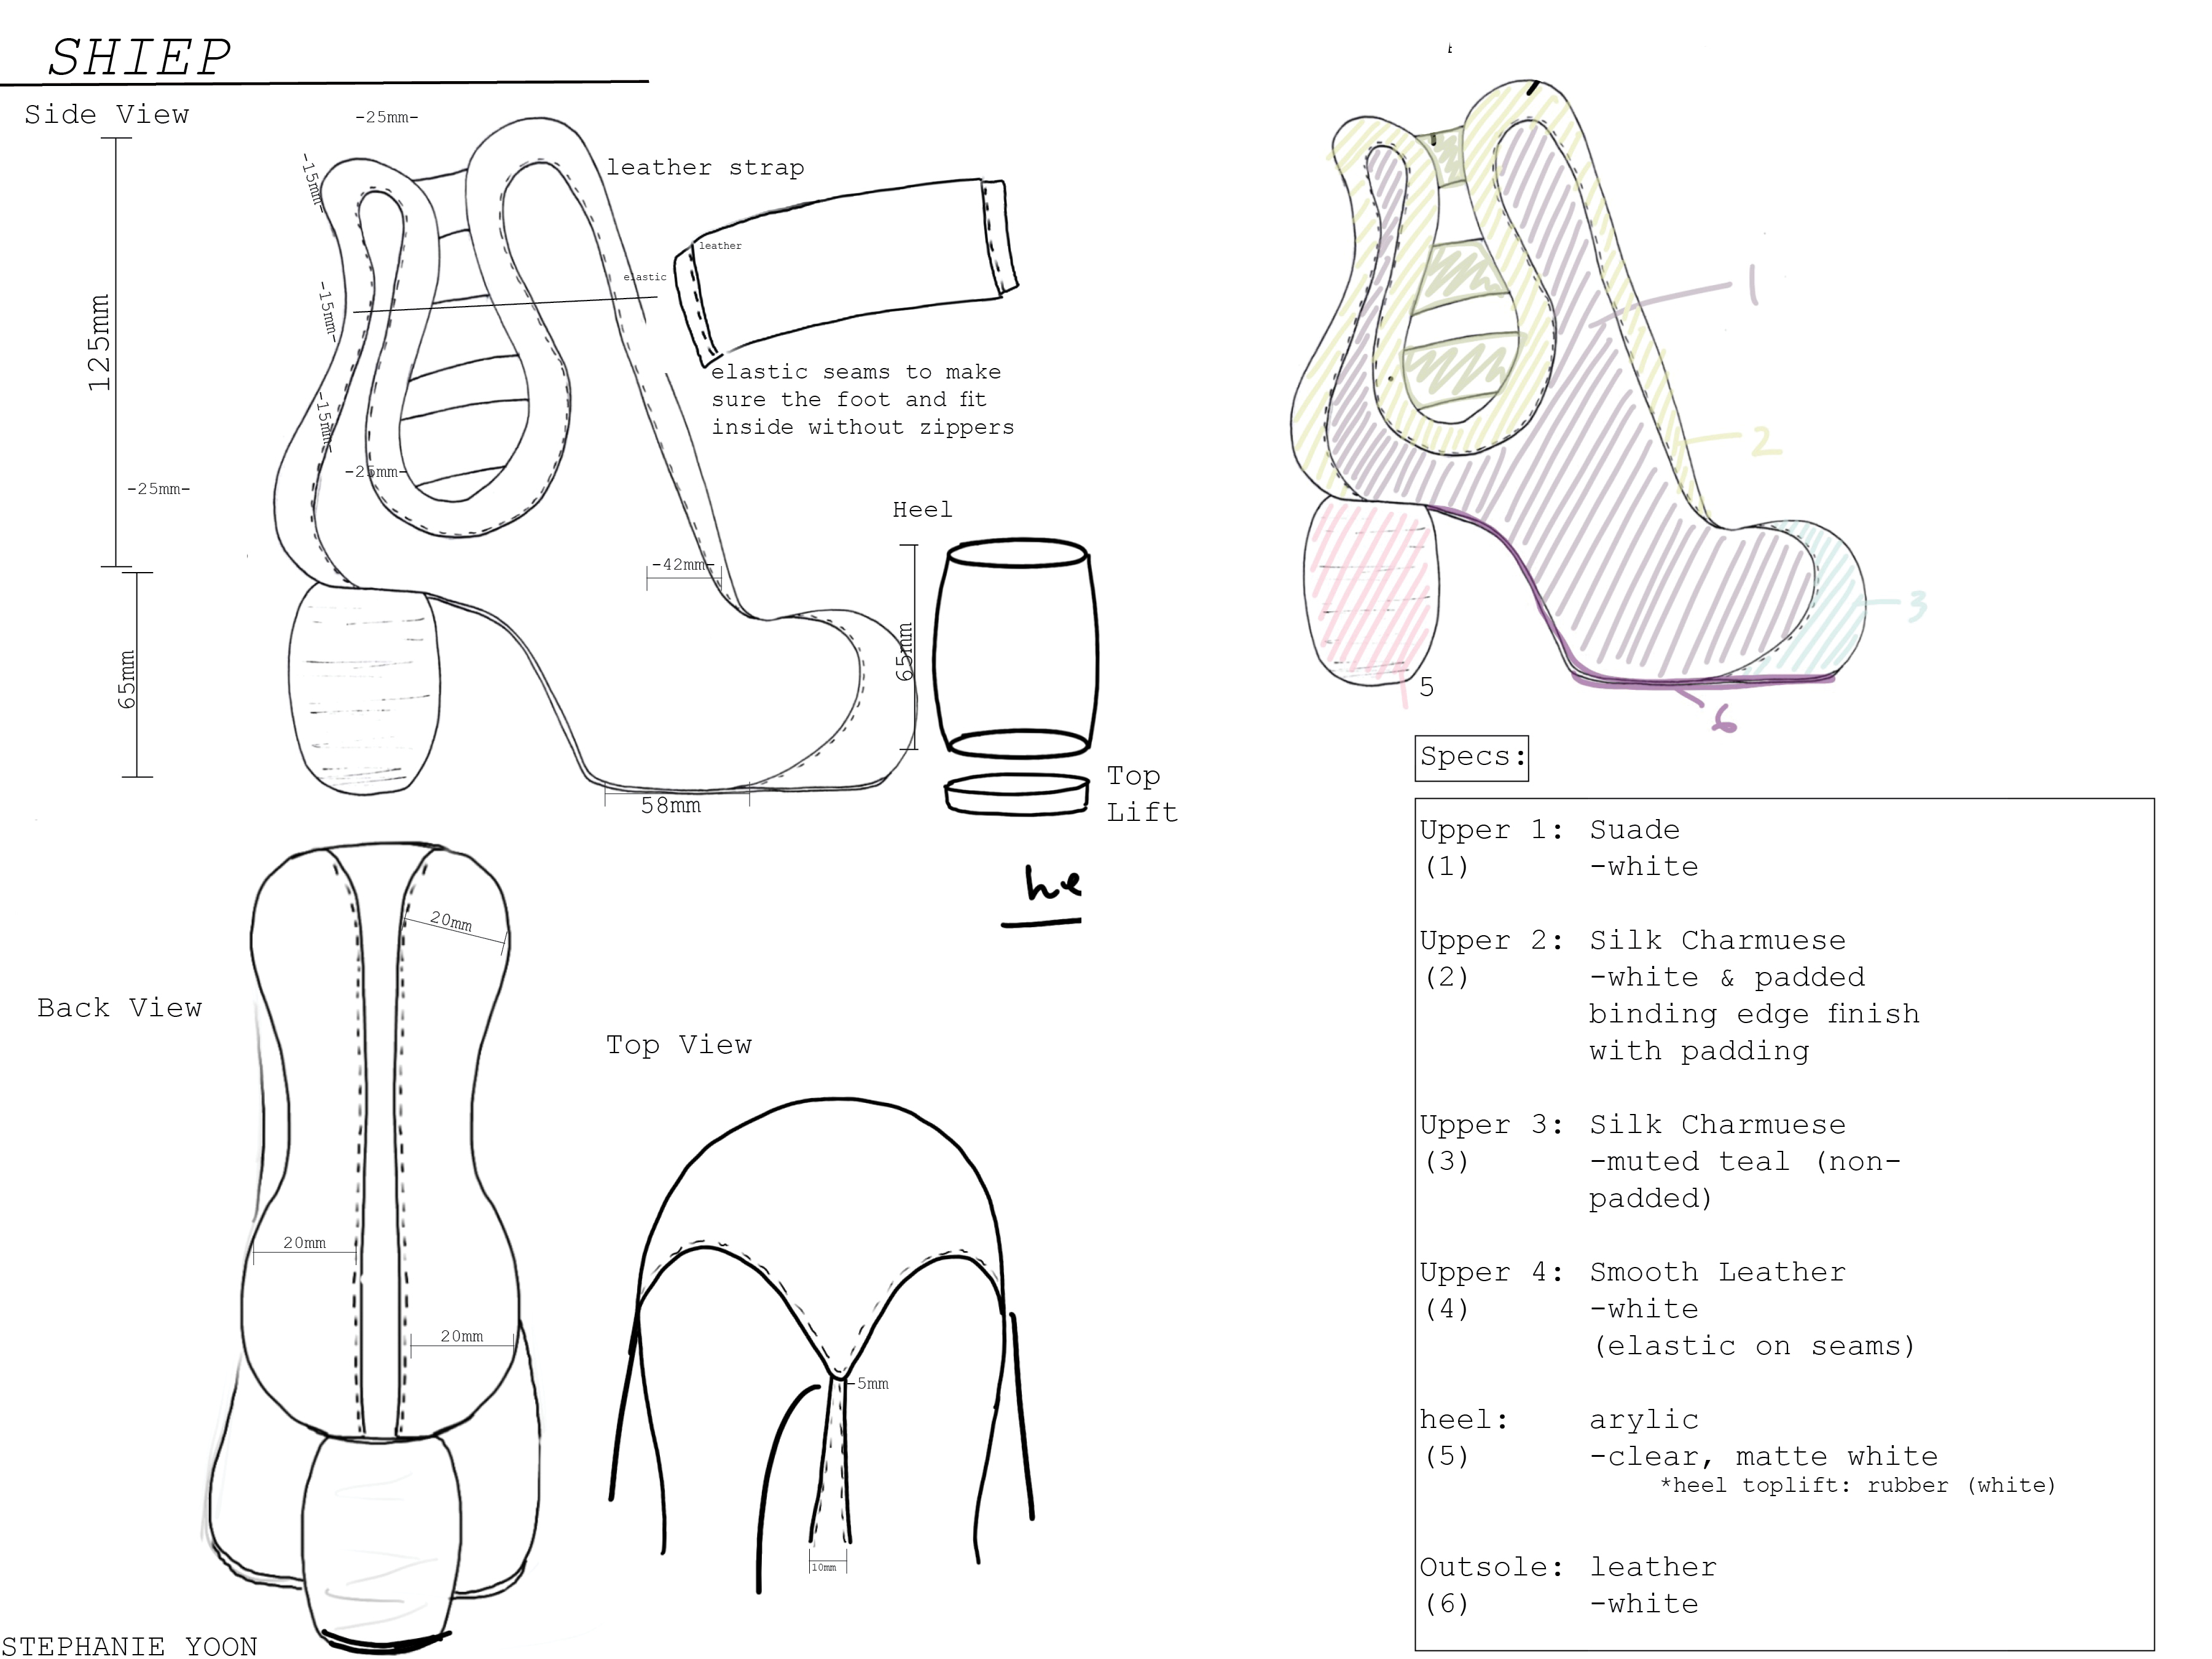 SHIEP
Side View
-25mm-
-15mm-
leather strap
leather
elastic
-15mm-
125mm
elastic seams to make
sure the foot and fit
inside without zippers
-15mm-
-25mm-
-25mm-
Heel
-42mm-
65mm
65mm
58mm
Top
Lift
he
20mm
Back View
20mm
20mm
Top View
-5mm
10mm
STEPHANIE YOON
1
2
3
5
6
Specs:
Upper 1: Suade
(1) -white
Upper 2: Silk Charmuese
(2) -white & padded
binding edge finish
with padding
Upper 3: Silk Charmuese
(3) -muted teal (non-
padded)
Upper 4: Smooth Leather
(4) -white
(elastic on seams)
heel: arylic
(5) -clear, matte white
*heel toplift: rubber (white)
Outsole: leather
(6) -white